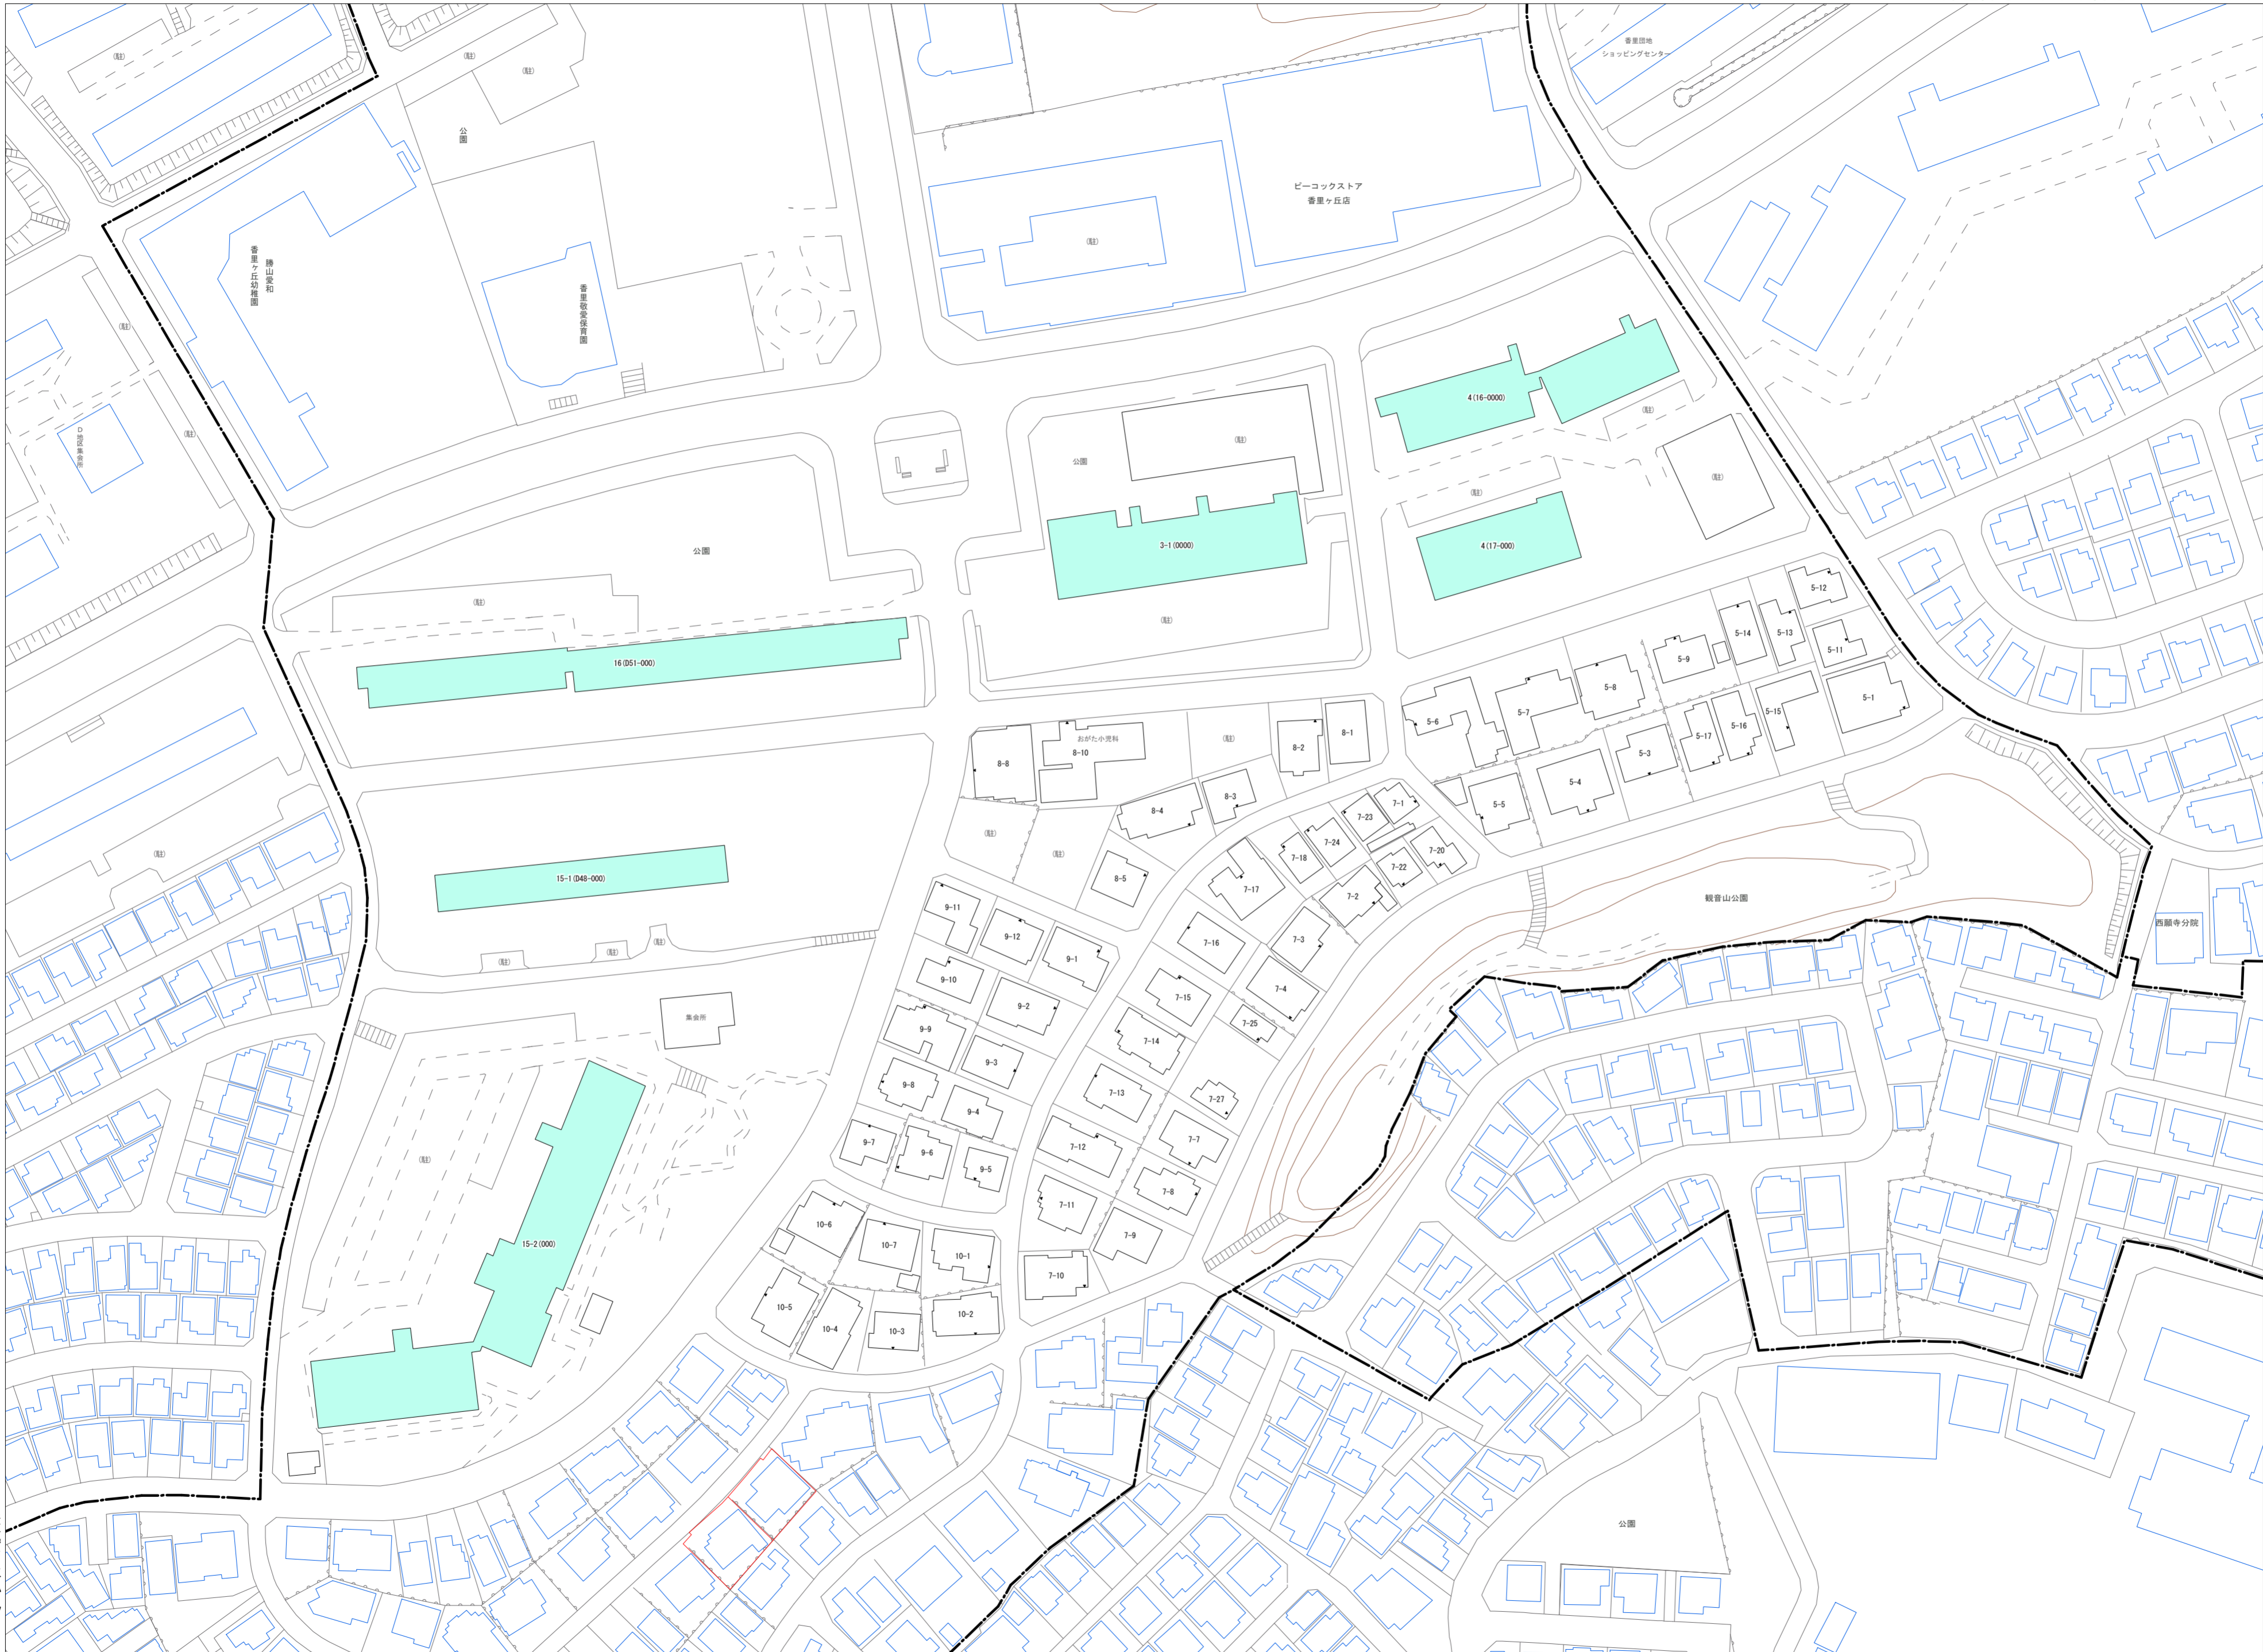 香里団地
ショッピングセンター
(駐)
(駐)
(駐)
公園
ピーコックストア
香里ヶ丘店
(駐)
勝山愛和
香里ヶ丘幼稚園
香里敬愛保育園
(駐)
D地区集会所
(駐)
公園
(駐)
4(16-0000)
(駐)
(駐)
(駐)
3-1(0000)
4(17-000)
公園
(駐)
(駐)
16(D51-000)
5-12
5-14
5-13
5-11
5-9
5-8
5-7
5-6
5-1
5-15
5-16
5-17
5-3
5-4
5-5
8-1
8-2
(駐)
おがた小児科
8-10
8-8
8-3
8-4
8-5
(駐)
(駐)
7-1
7-23
7-24
7-18
7-20
7-22
7-2
7-17
(駐)
15-1(D48-000)
観音山公園
西願寺分院
9-11
9-12
9-1
9-10
9-2
7-16
7-3
7-4
7-15
7-25
(駐)
(駐)
(駐)
集会所
9-9
9-3
7-14
9-8
9-4
7-13
7-27
9-7
9-6
9-5
7-12
7-7
7-11
7-8
7-9
7-10
(駐)
15-2(000)
10-6
10-7
10-1
10-5
10-4
10-3
10-2
公園